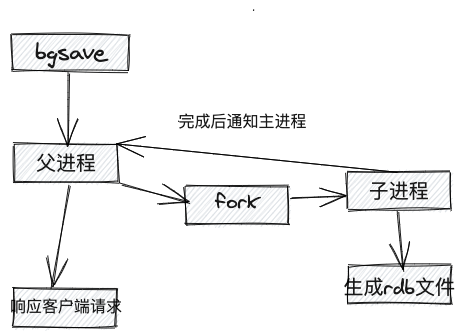 bgsave
完成后通知主进程
父进程
子进程
fork
生成rdb文件
响应客户端请求